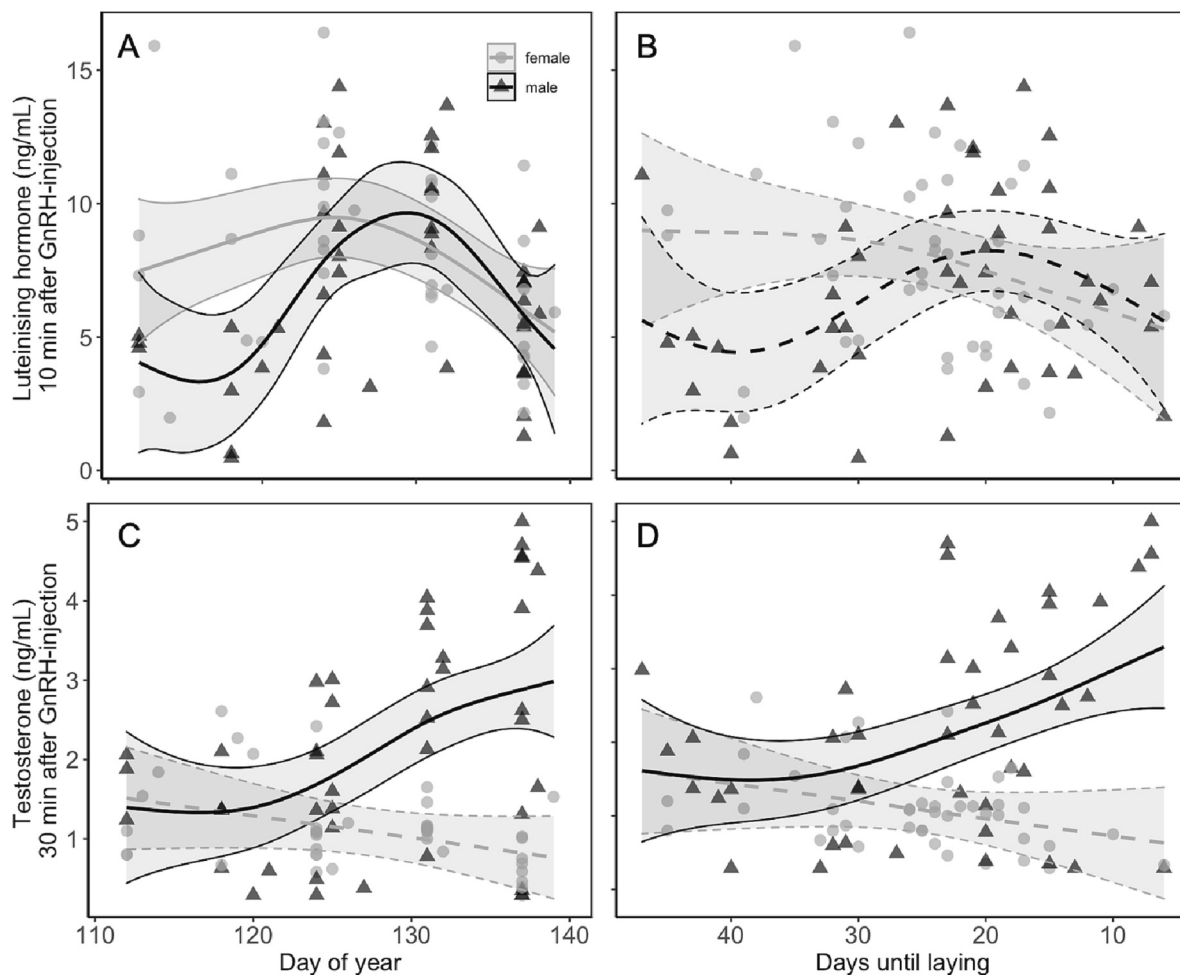 A
B
female
male
15
10
5
0
Luteinising hormone (ng/mL)
10 min after GnRH-injection
C
D
5
4
3
2
1
Testosterone (ng/mL)
30 min after GnRH-injection
110 120 130 140
40 30 20 10
Day of year
Days until laying